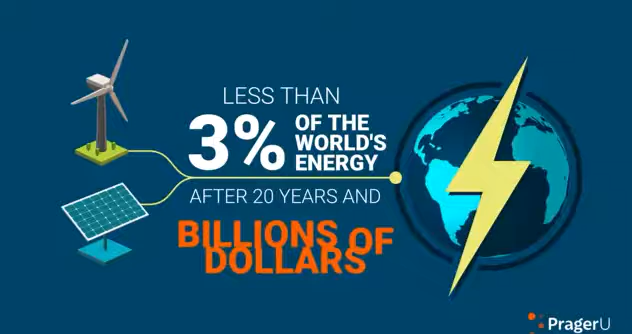 LESS THAN
3% OF THE
WORLD'S
ENERGY
AFTER 20 YEARS AND
BILLIONS OF
DOLLARS
PragerU